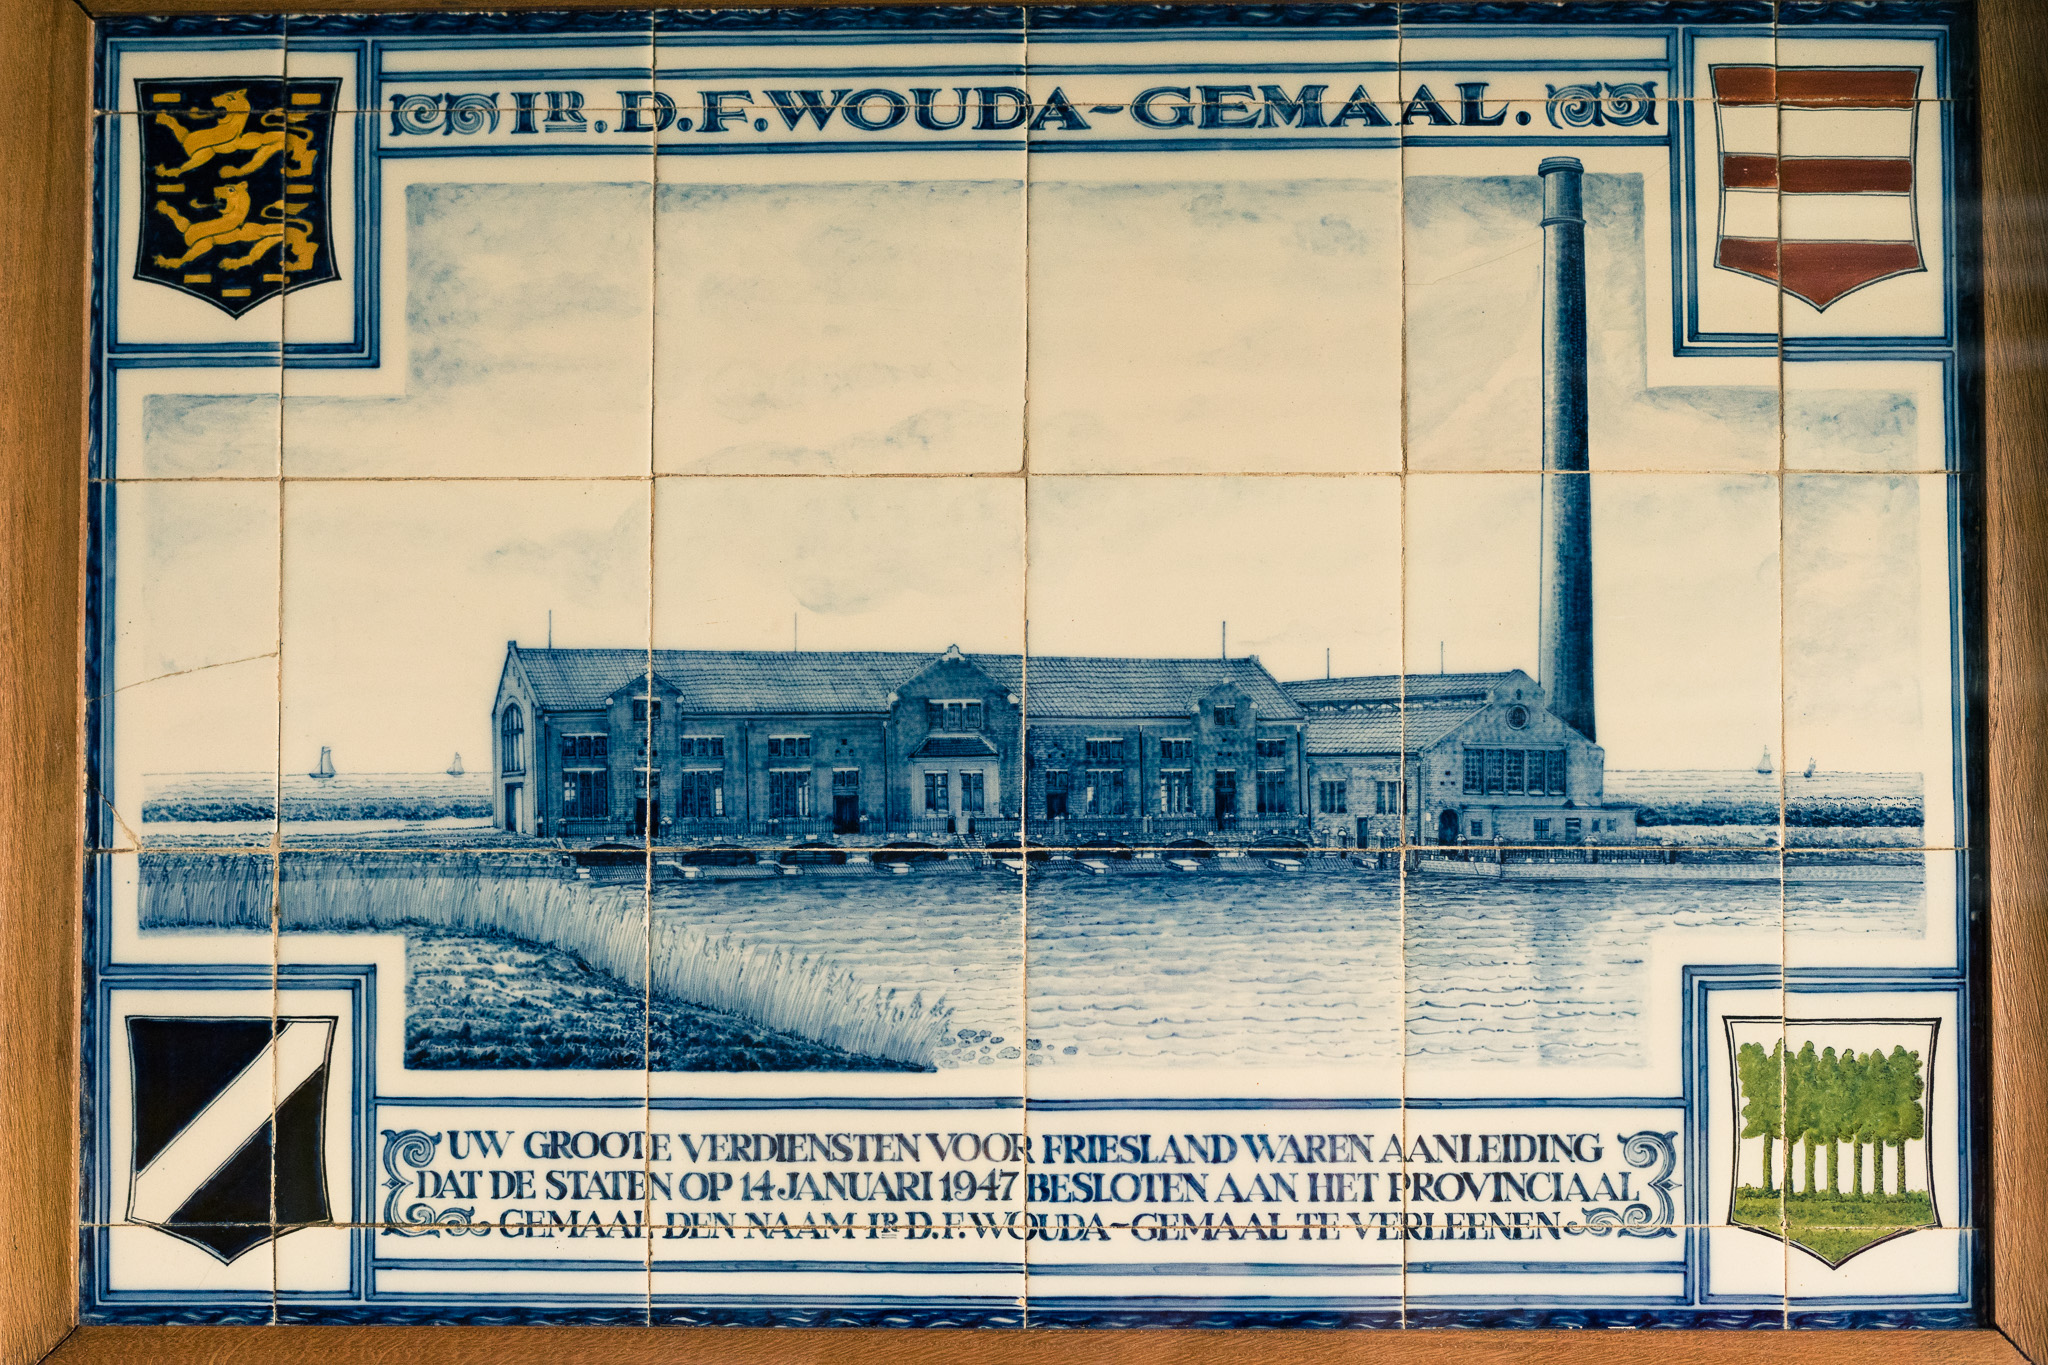 IR. D.F. WOUDA~GEMAAL.
UW GROOTE VERDIENSTEN VOOR FRIESLAND WAREN AANLEIDING
DAT DE STATEN OP 14 JANUARI 1947 BESLOTEN AAN HET PROVINCIAAL
GEMAAL DEN NAAM IR D.F. WOUDA~GEMAAL TE VERLEENEN